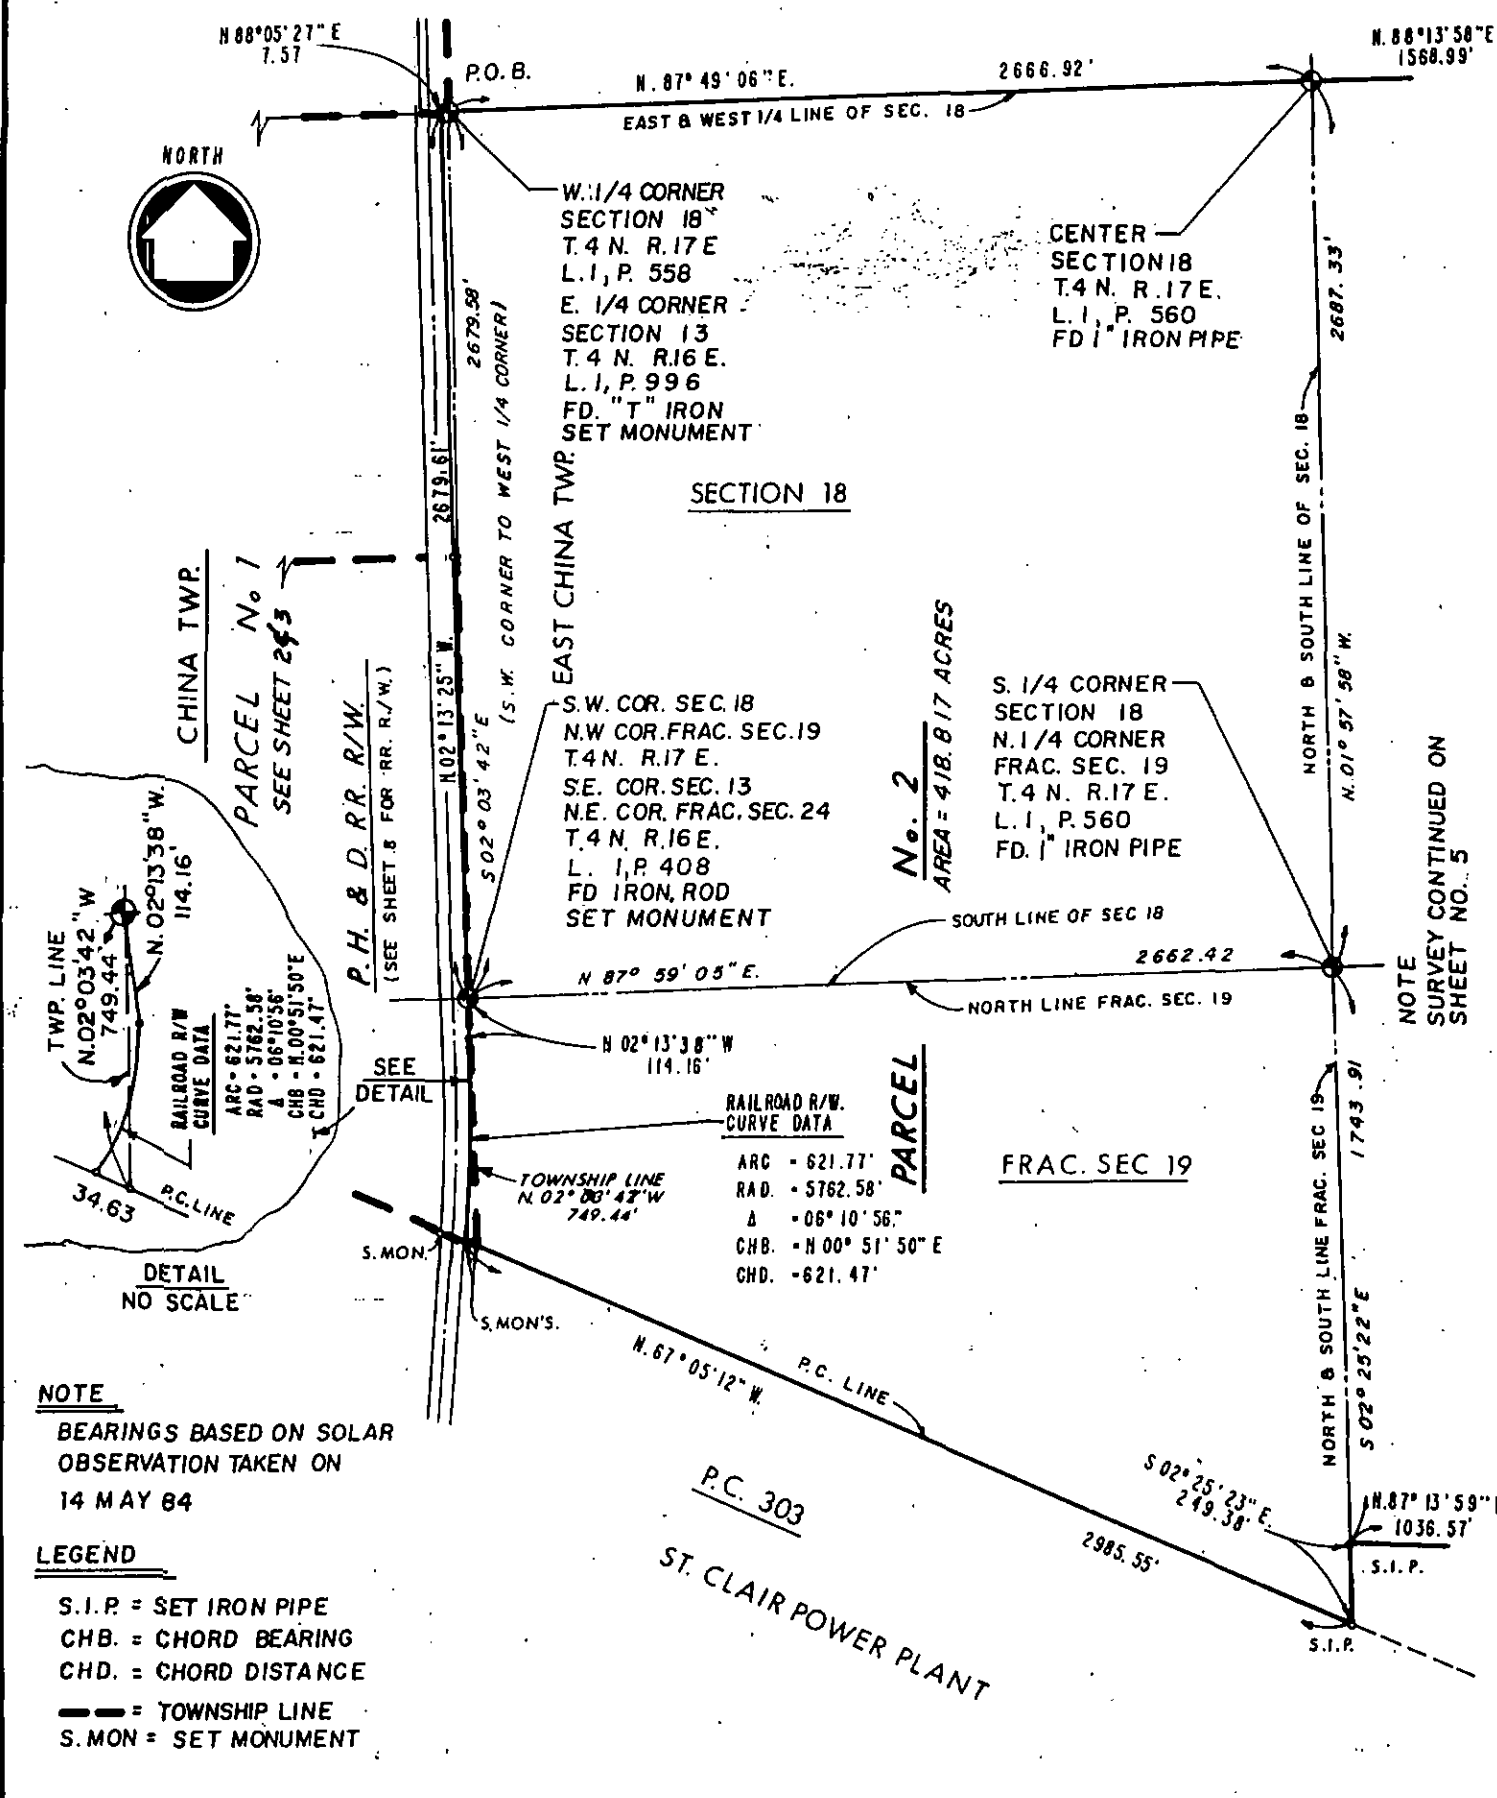 N 88°05'27" E
7.57
P.O.B.
N. 87° 49' 06" E.
2666.92'
N. 88°13'58"E
1568.99'
EAST & WEST 1/4 LINE OF SEC. 18
NORTH
W. 1/4 CORNER
SECTION 18
T. 4 N. R. 17 E
L. 1, P. 558
E. 1/4 CORNER
SECTION 13
T. 4 N. R.16 E.
L. 1, P. 996
FD. "T" IRON
SET MONUMENT
CENTER
SECTION 18
T.4 N. R.17 E.
L. 1, P. 560
FD 1" IRON PIPE
2679.58'
(S.W. CORNER TO WEST 1/4 CORNER)
2679.61'
2687.33'
NORTH & SOUTH LINE OF SEC. 18
N.01° 57' 58" W.
SECTION 18
EAST CHINA TWP.
CHINA TWP.
PARCEL No 1
SEE SHEET 2&3
P.H. & D. RR. R/W.
(SEE SHEET 8 FOR RR. R./W.)
N.02° 13' 25" W.
S 02° 03' 42" E
S.W. COR. SEC. 18
N.W COR. FRAC. SEC.19
T.4N. R.17 E.
S.E. COR. SEC. 13
N.E. COR. FRAC. SEC. 24
T.4 N. R.16 E.
L. 1, P. 408
FD IRON ROD
SET MONUMENT
No. 2
AREA = 418.817 ACRES
S. 1/4 CORNER
SECTION 18
N. 1/4 CORNER
FRAC. SEC. 19
T.4 N. R.17 E.
L. 1, P. 560
FD. 1" IRON PIPE
NOTE
SURVEY CONTINUED ON
SHEET NO. 5
SOUTH LINE OF SEC 18
N 87° 59' 05" E.
2662.42
NORTH LINE FRAC. SEC. 19
TWP. LINE
N.02°03'42"W
749.44'
N. 02°13'38"W.
114.16'
RAILROAD R/W
CURVE DATA
ARC = 621.77'
RAD = 5762.58'
Δ = 06°10'56"
CHB = N.00°51'50"E
CHD = 621.47'
34.63
P.C. LINE
DETAIL
NO SCALE
SEE
DETAIL
N 02° 13' 38" W
114.16'
RAILROAD R/W.
CURVE DATA
ARC = 621.77'
RAD. = 5762.58'
Δ = 06° 10' 56"
CHB. = N 00° 51' 50" E
CHD. = 621.47'
PARCEL
FRAC. SEC 19
NORTH & SOUTH LINE FRAC. SEC 19
1743.91
S 02° 25' 22" E
TOWNSHIP LINE
N. 02° 03' 42" W
749.44'
S. MON.
S. MON'S.
N. 67° 05' 12" W.
P.C. LINE
2985.55'
S 02° 25' 23" E.
249.38'
N.87° 13' 59"
1036.57'
S.I.P.
S.I.P.
P.C. 303
ST. CLAIR POWER PLANT
NOTE
BEARINGS BASED ON SOLAR
OBSERVATION TAKEN ON
14 MAY 84
LEGEND
S.I.P. = SET IRON PIPE
CHB. = CHORD BEARING
CHD. = CHORD DISTANCE
= TOWNSHIP LINE
S. MON = SET MONUMENT